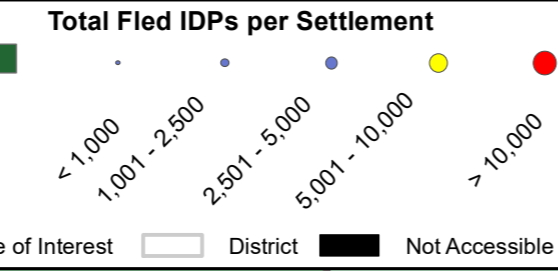 Total Fled IDPs per Settlement
< 1,000
1,001 - 2,500
2,501 - 5,000
5,001 - 10,000
> 10,000
of Interest District Not Accessible